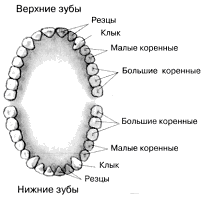 Верхние зубы
Резцы
Клык
Малые коренные
Большие коренные
Большие коренные
Малые коренные
Клык
Резцы
Нижние зубы